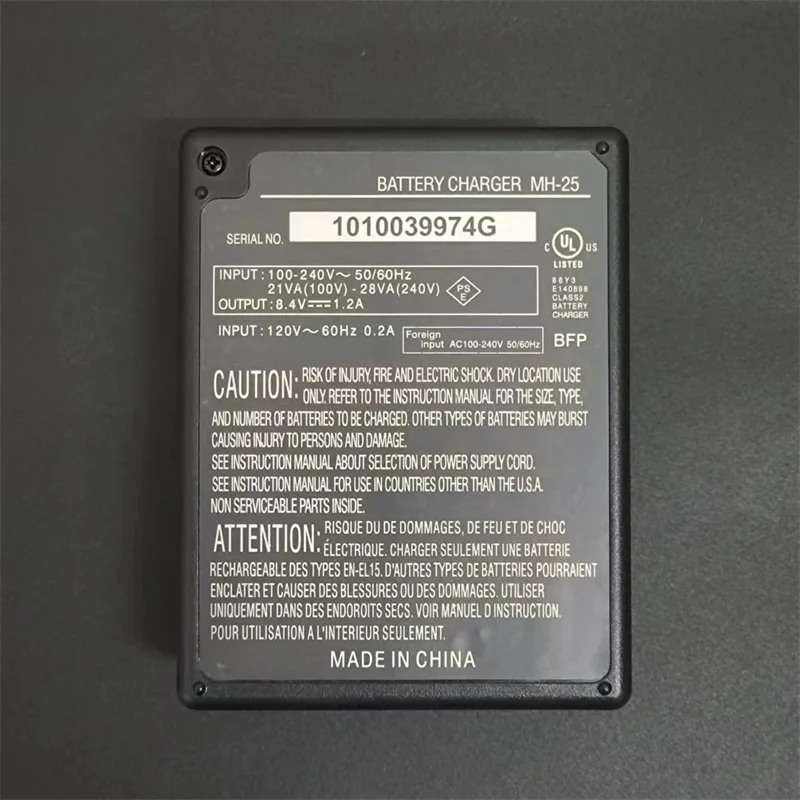 BATTERY CHARGER MH-25
SERIAL NO. 1010039974G
C UL US
LISTED
88Y3
E140898
CLASS2
BATTERY
CHARGER
INPUT : 100-240V～ 50/60Hz
21VA(100V) - 28VA(240V)
OUTPUT : 8.4V⎓1.2A
PS
E
INPUT : 120V～ 60Hz 0.2A
Foreign
input AC100-240V 50/60Hz
BFP
CAUTION: RISK OF INJURY, FIRE AND ELECTRIC SHOCK. DRY LOCATION USE
ONLY. REFER TO THE INSTRUCTION MANUAL FOR THE SIZE, TYPE,
AND NUMBER OF BATTERIES TO BE CHARGED. OTHER TYPES OF BATTERIES MAY BURST
CAUSING INJURY TO PERSONS AND DAMAGE.
SEE INSTRUCTION MANUAL ABOUT SELECTION OF POWER SUPPLY CORD.
SEE INSTRUCTION MANUAL FOR USE IN COUNTRIES OTHER THAN THE U.S.A.
NON SERVICEABLE PARTS INSIDE.
ATTENTION: RISQUE DU DE DOMMAGES, DE FEU ET DE CHOC
ÉLECTRIQUE. CHARGER SEULEMENT UNE BATTERIE
RECHARGEABLE DES TYPES EN-EL15. D'AUTRES TYPES DE BATTERIES POURRAIENT
ENCLATER ET CAUSER DES BLESSURES OU DES DOMMAGES. UTILISER
UNIQUEMENT DANS DES ENDROITS SECS. VOIR MANUEL D INSTRUCTION.
POUR UTILISATION A L'INTERIEUR SEULEMENT.
MADE IN CHINA